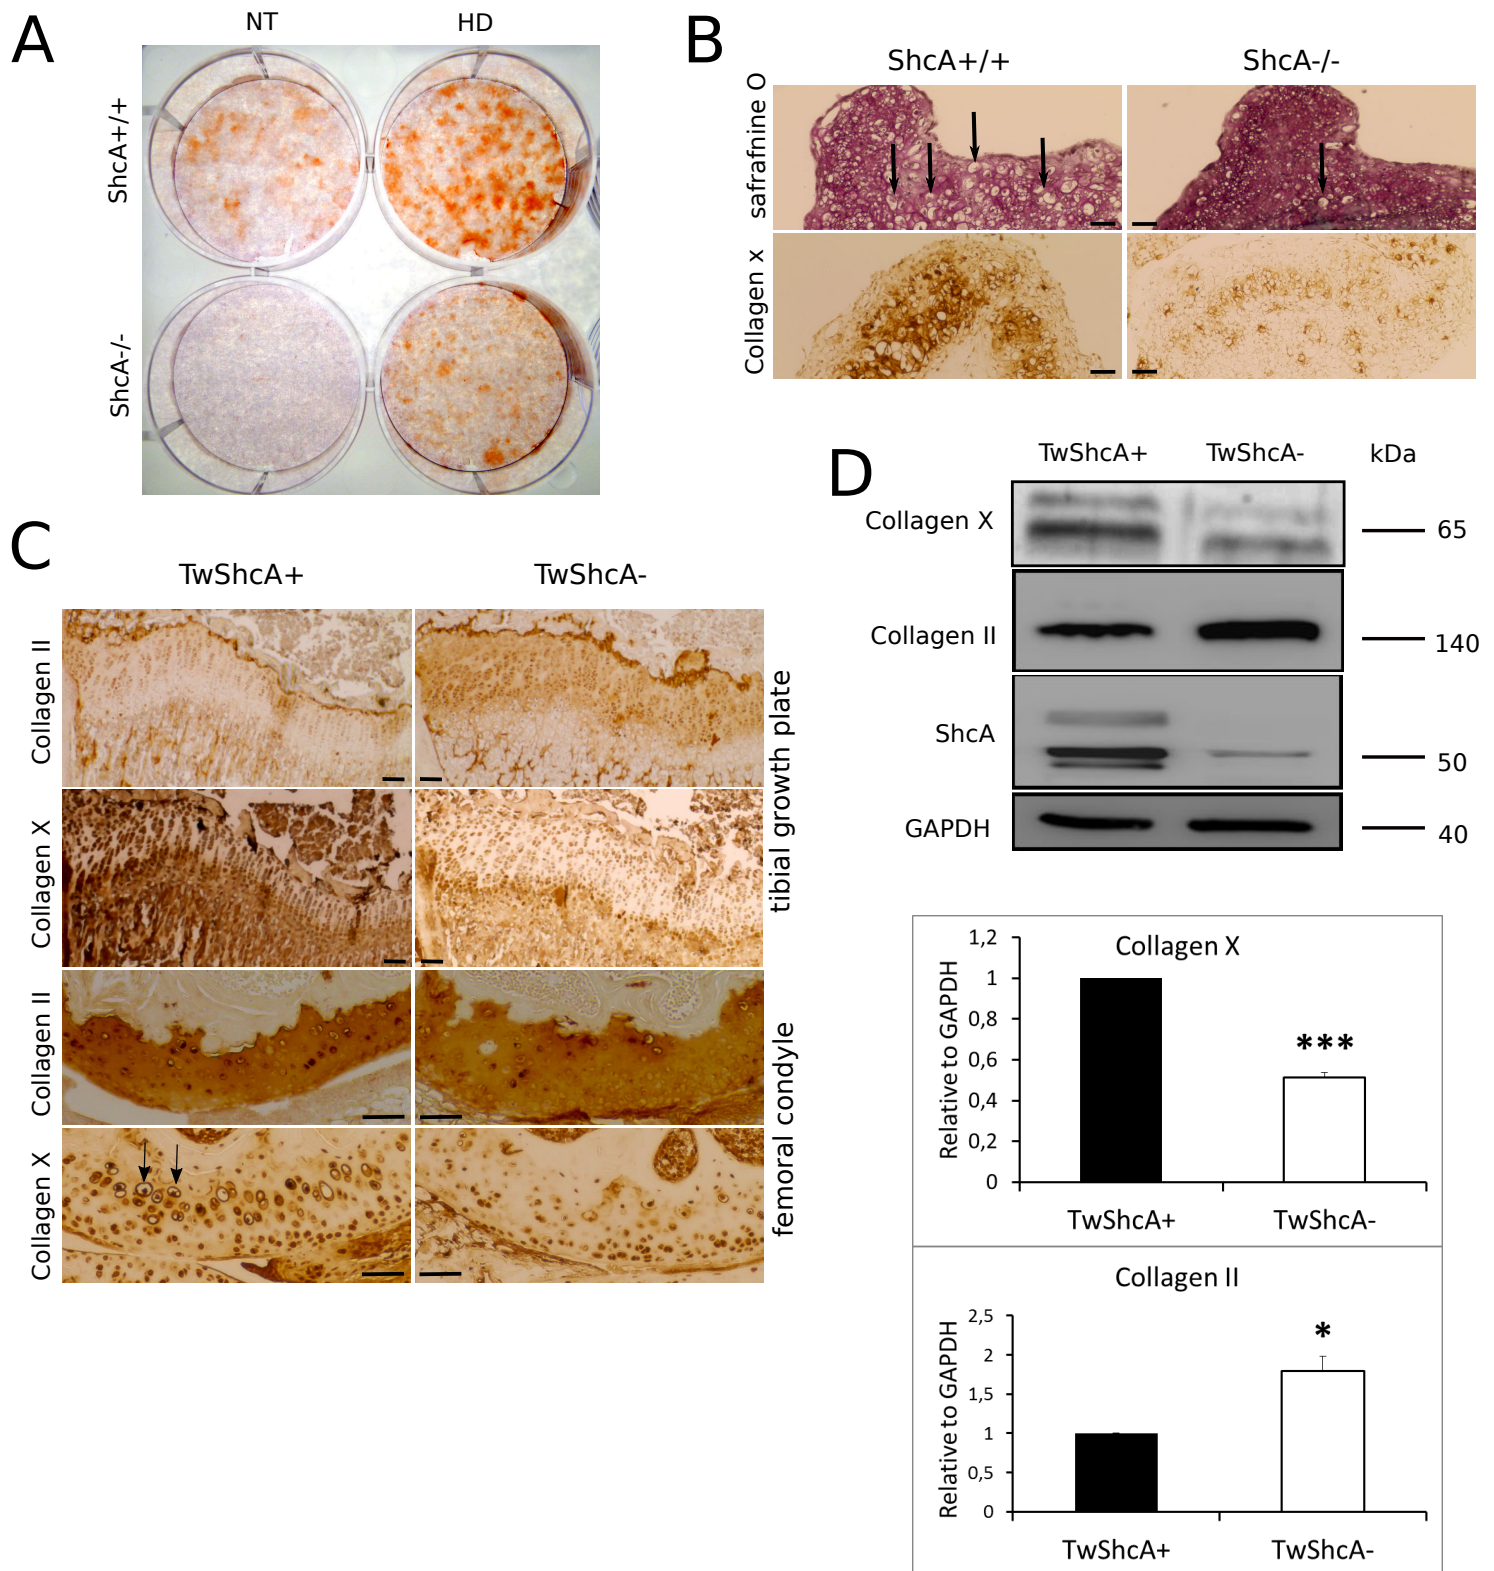 A
NT
HD
ShcA+/+
ShcA-/-
B
ShcA+/+
ShcA-/-
safrafnine O
Collagen x
C
TwShcA+
TwShcA-
Collagen II
Collagen X
tibial growth plate
Collagen II
Collagen X
femoral condyle
D
TwShcA+
TwShcA-
kDa
Collagen X
65
Collagen II
140
ShcA
50
GAPDH
40
Collagen X
Relative to GAPDH
1,2
1
0,8
0,6
0,4
0,2
0
***
TwShcA+
TwShcA-
Collagen II
Relative to GAPDH
2,5
2
1,5
1
0,5
0
*
TwShcA+
TwShcA-